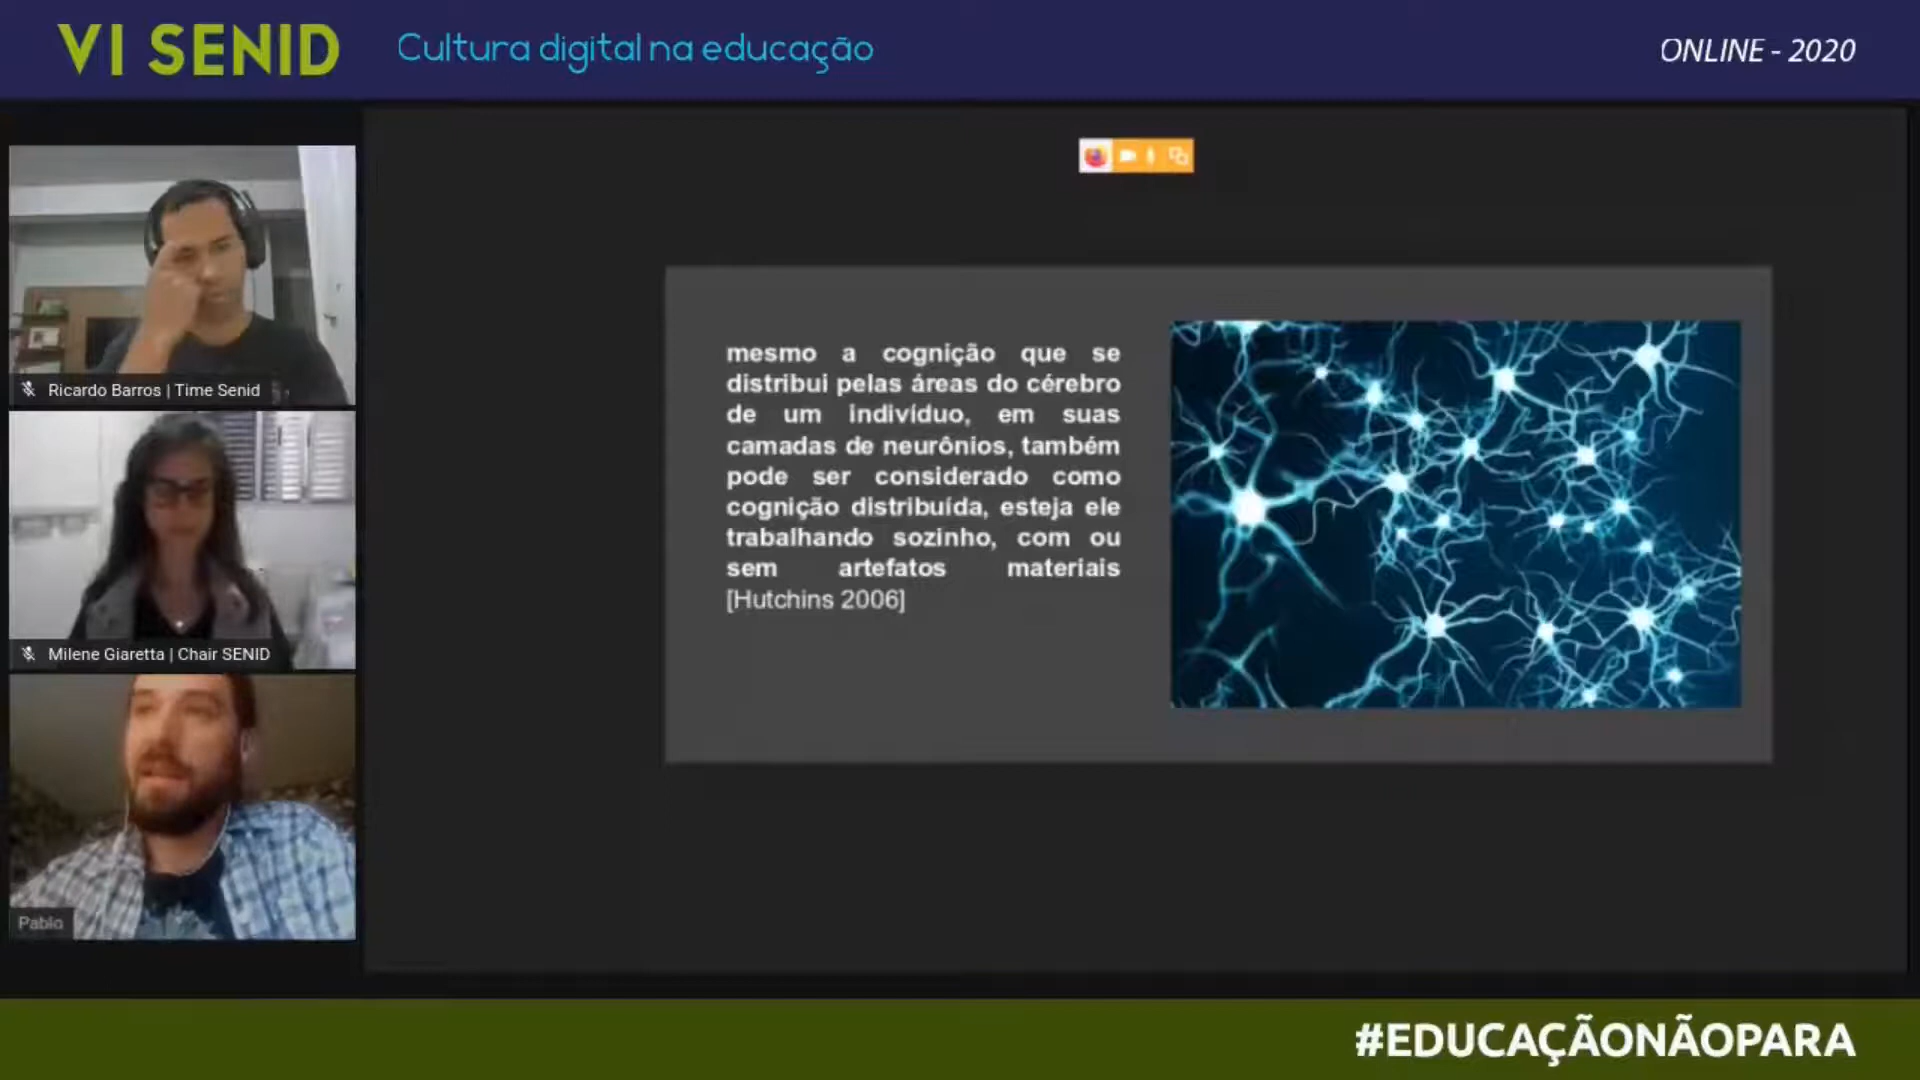 VI SENID
Cultura digital na educação
ONLINE - 2020
Ricardo Barros | Time Senid
Milene Giaretta | Chair SENID
Pablo
mesmo a cognição que se
distribui pelas áreas do cérebro
de um indivíduo, em suas
camadas de neurônios, também
pode ser considerado como
cognição distribuída, esteja ele
trabalhando sozinho, com ou
sem artefatos materiais
[Hutchins 2006]
#EDUCAÇÃONÃOPARA